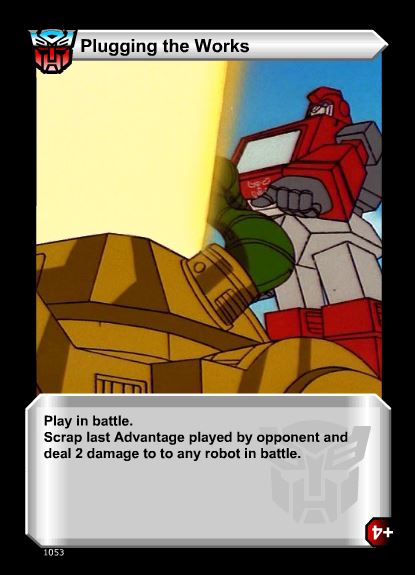 Plugging the Works
Play in battle.
Scrap last Advantage played by opponent and
deal 2 damage to to any robot in battle.
+4
1053